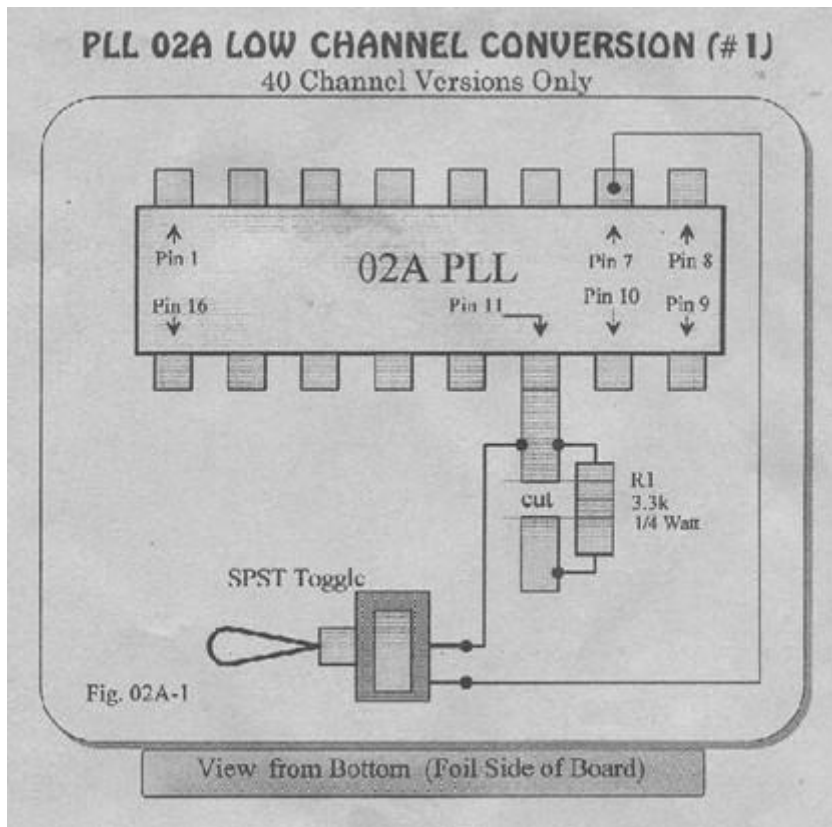 PLL 02A LOW CHANNEL CONVERSION (#1)
40 Channel Versions Only
Pin 1
Pin 7
Pin 8
02A PLL
Pin 16
Pin 11
Pin 10
Pin 9
cut
R1
3.3k
1/4 Watt
SPST Toggle
Fig. 02A-1
View from Bottom (Foil Side of Board)